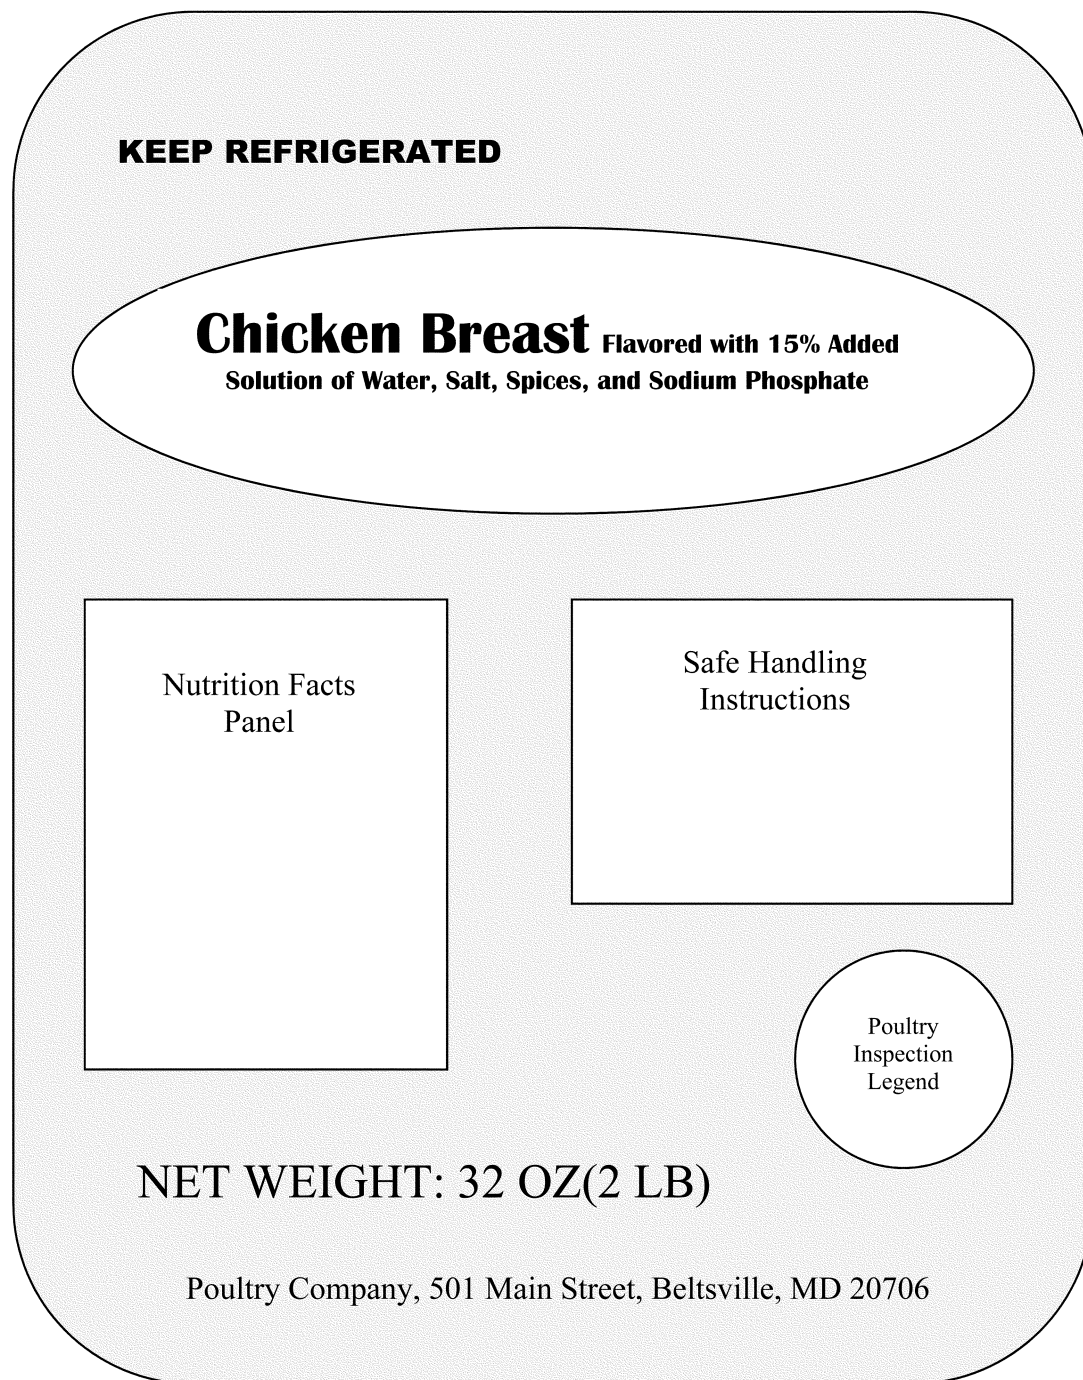 KEEP REFRIGERATED
Chicken Breast Flavored with 15% Added
Solution of Water, Salt, Spices, and Sodium Phosphate
Nutrition Facts
Panel
Safe Handling
Instructions
Poultry
Inspection
Legend
NET WEIGHT: 32 OZ(2 LB)
Poultry Company, 501 Main Street, Beltsville, MD 20706